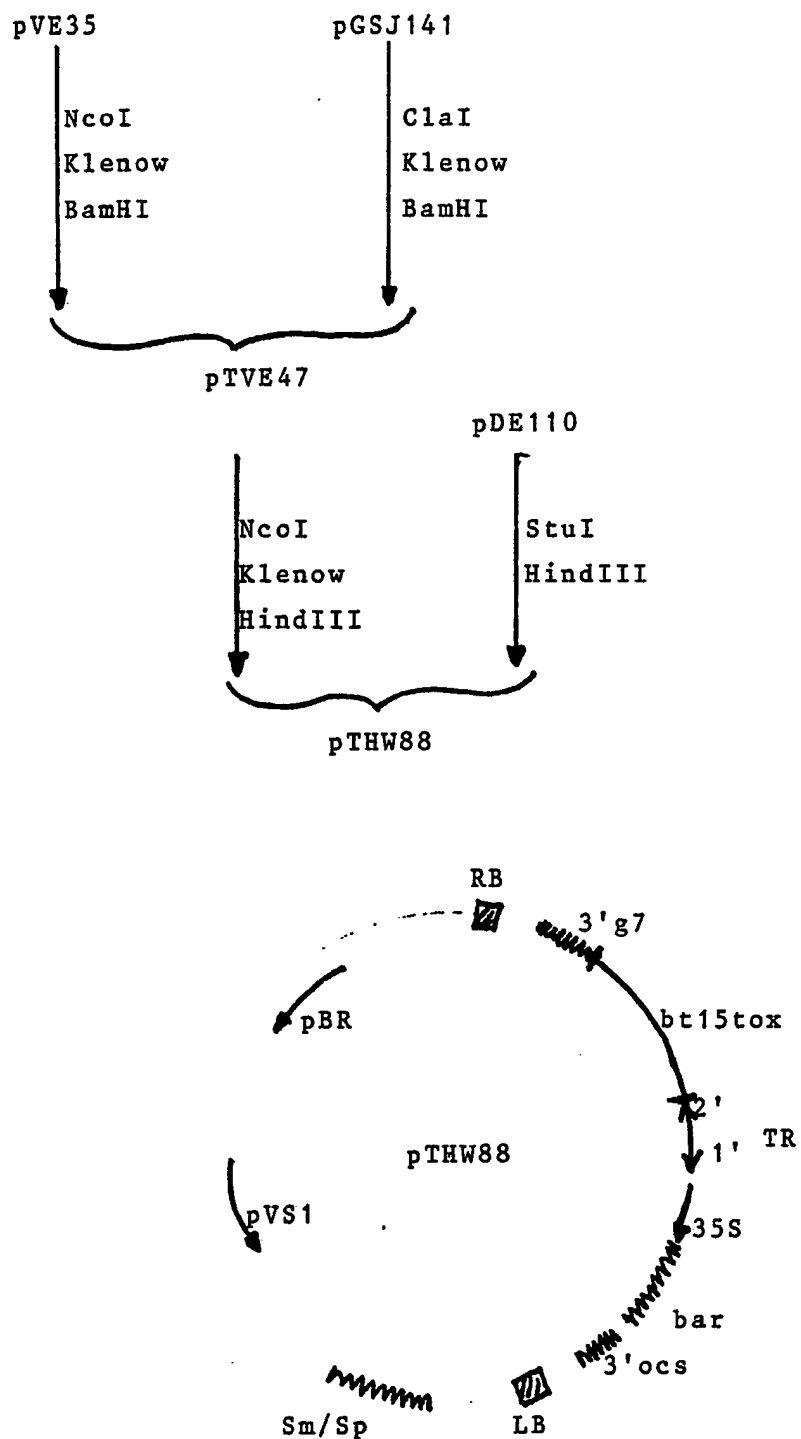 pVE35 pGSJ141
NcoI ClaI
Klenow Klenow
BamHI BamHI
pTVE47
pDE110
NcoI StuI
Klenow HindIII
HindIII
pTHW88
RB
3'g7
bt15tox
pBR
2'
TR
1'
pTHW88
pVS1
35S
bar
3'ocs
Sm/Sp LB